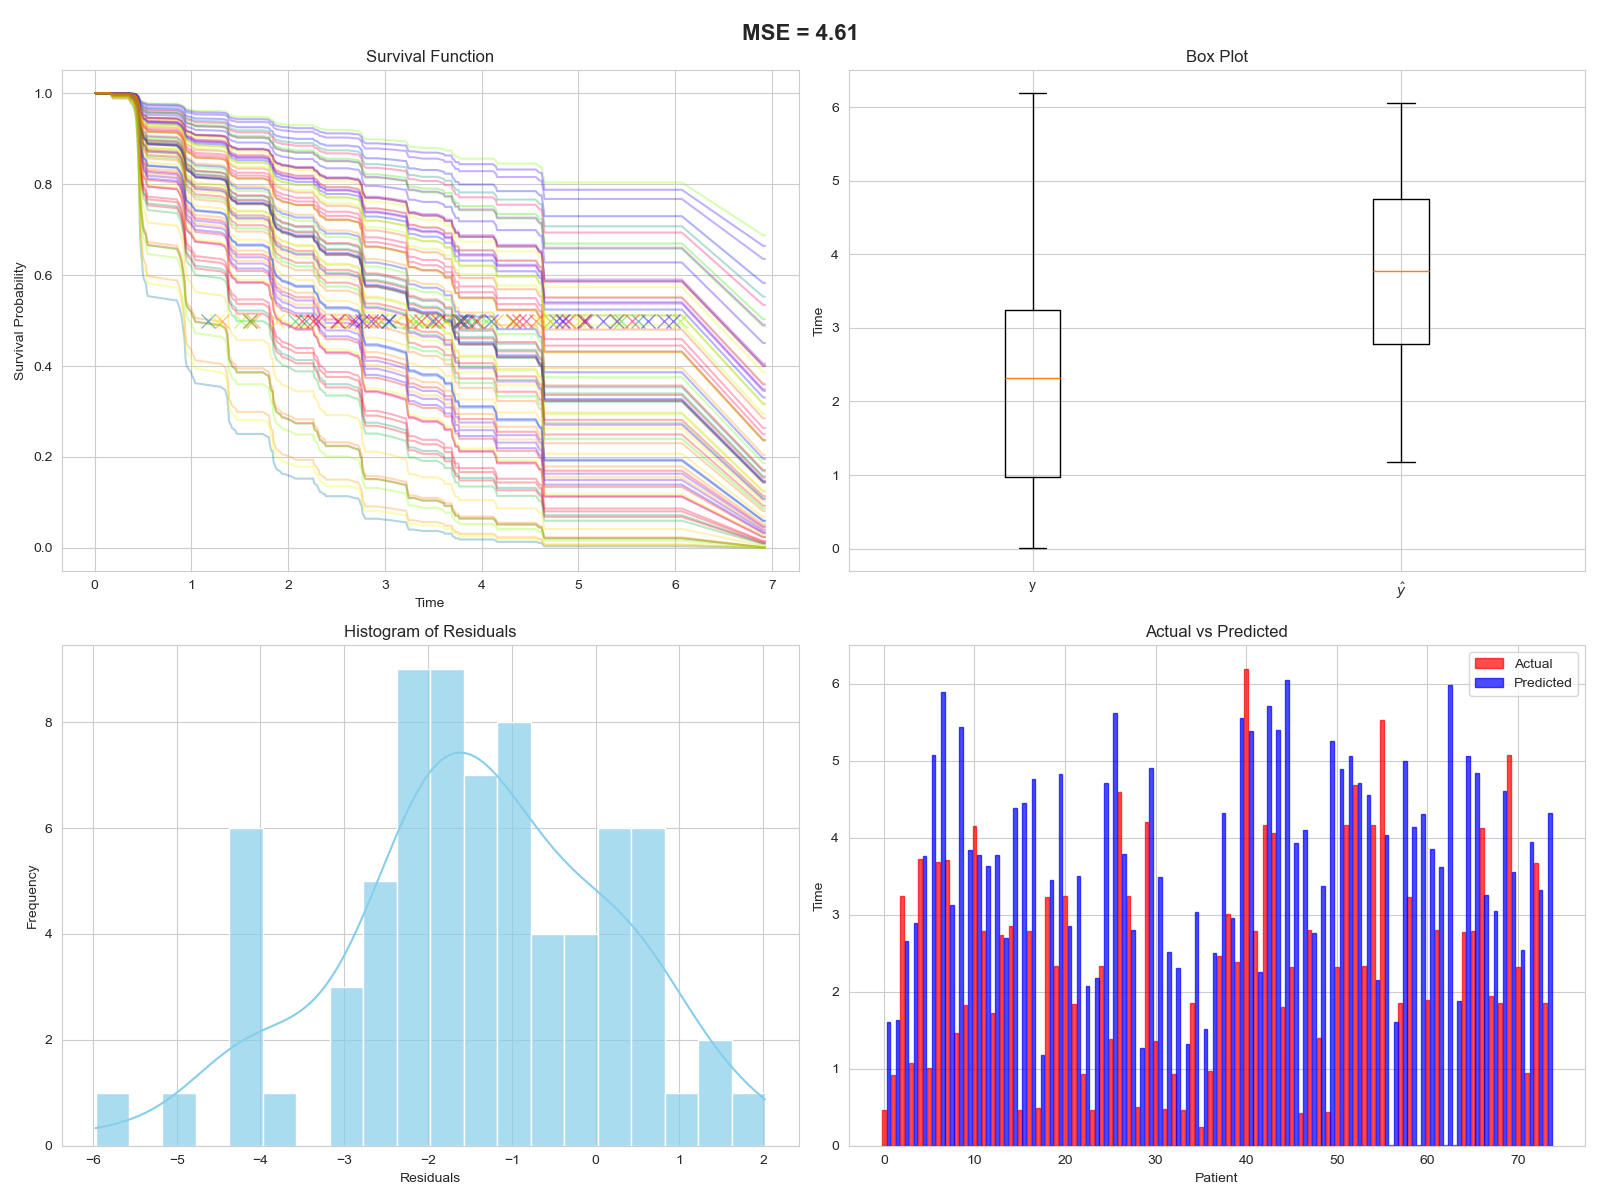 MSE = 4.61
Survival Function
1.0
0.8
0.6
0.4
0.2
0.0
Survival Probability
0 1 2 3 4 5 6 7
Time
Box Plot
6
5
4
3
2
1
0
Time
y ŷ
Histogram of Residuals
8
6
4
2
0
Frequency
−6 −5 −4 −3 −2 −1 0 1 2
Residuals
Actual vs Predicted
Actual
Predicted
6
5
4
3
2
1
0
Time
0 10 20 30 40 50 60 70
Patient